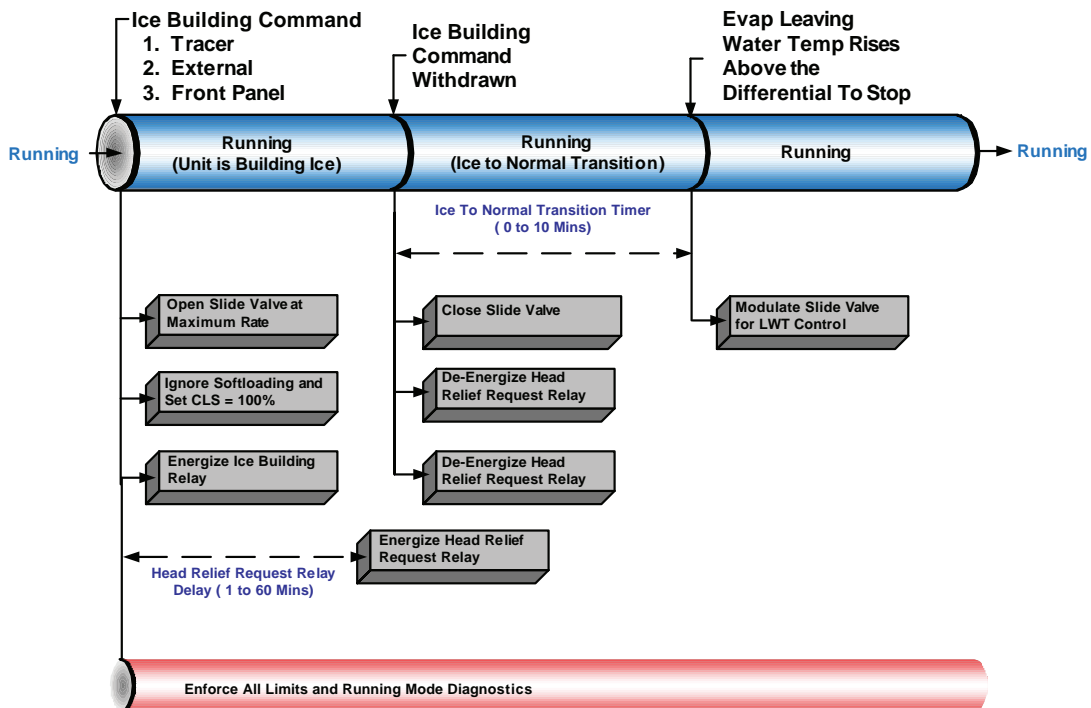 Ice Building Command
1. Tracer
2. External
3. Front Panel
Ice Building
Command
Withdrawn
Evap Leaving
Water Temp Rises
Above the
Differential To Stop
Running
Running
(Unit is Building Ice)
Running
(Ice to Normal Transition)
Running
Running
Ice To Normal Transition Timer
( 0 to 10 Mins)
Open Slide Valve at
Maximum Rate
Close Slide Valve
Modulate Slide Valve
for LWT Control
Ignore Softloading and
Set CLS = 100%
De-Energize Head
Relief Request Relay
Energize Ice Building
Relay
De-Energize Head
Relief Request Relay
Energize Head Relief
Request Relay
Head Relief Request Relay
Delay ( 1 to 60 Mins)
Enforce All Limits and Running Mode Diagnostics